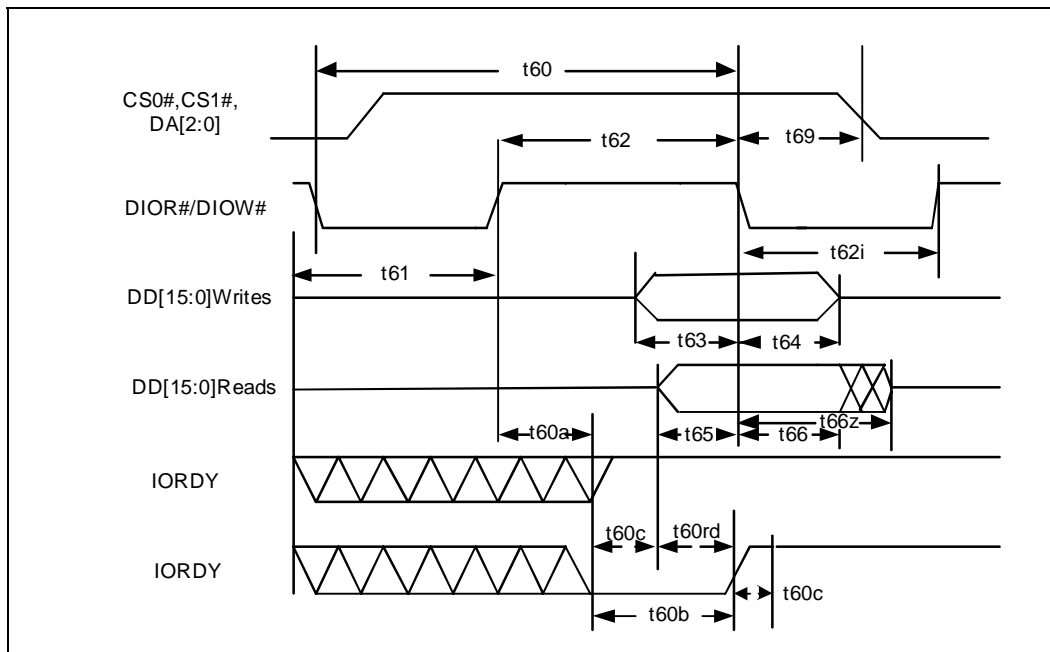 t60
CS0#,CS1#,
DA[2:0]
t62
t69
DIOR#/DIOW#
t62i
t61
DD[15:0]Writes
t63
t64
DD[15:0]Reads
t60a
t65
t66
t66z
IORDY
t60c
t60rd
IORDY
t60c
t60b